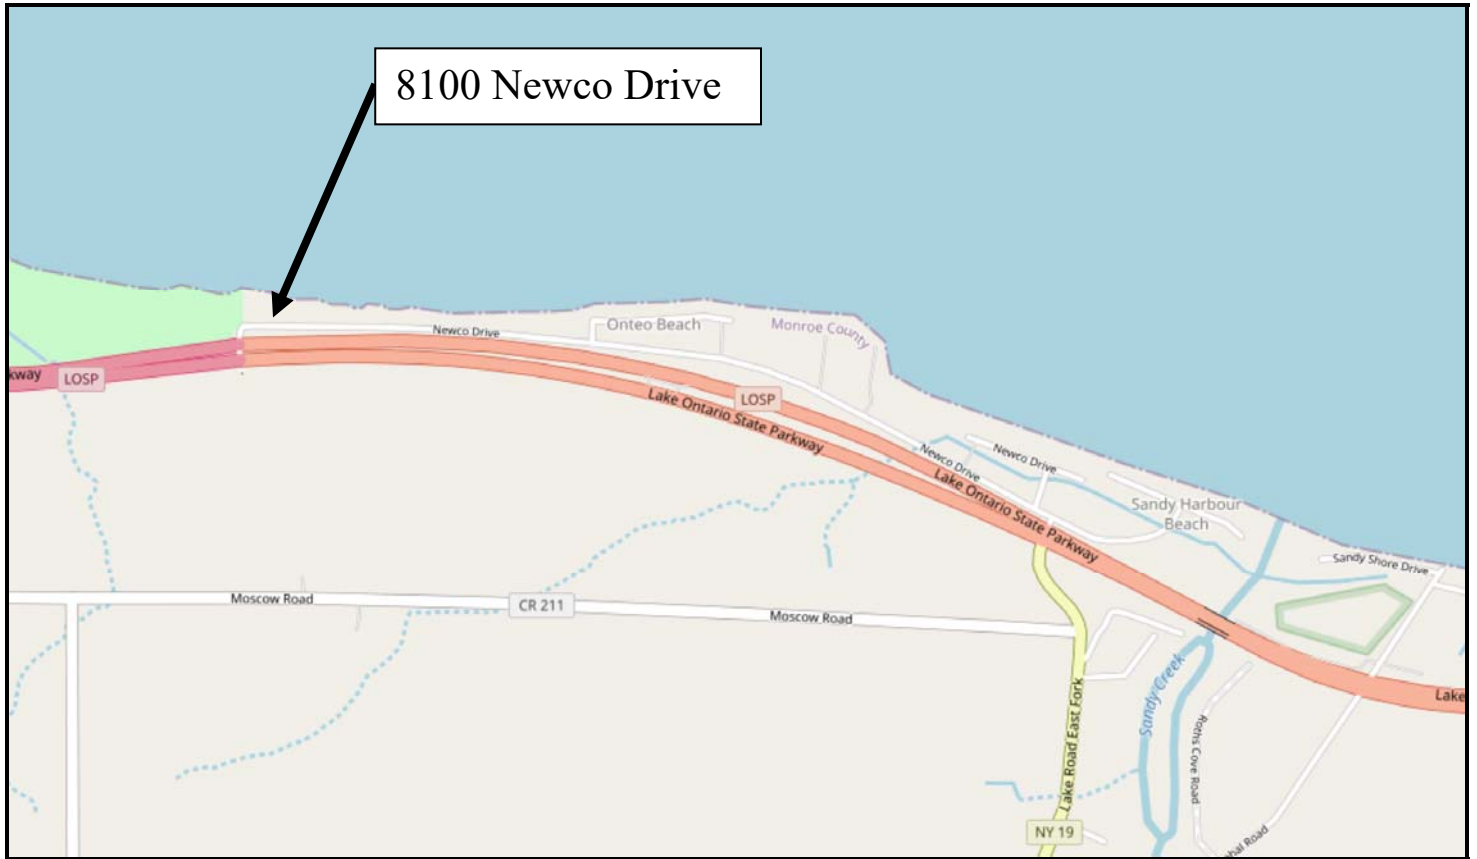 8100 Newco Drive
Newco Drive
Onteo Beach
Monroe County
kway
LOSP
LOSP
Lake Ontario State Parkway
Newco Drive
Newco Drive
Lake Ontario State Parkway
Sandy Harbour
Beach
Sandy Shore Drive
Moscow Road
CR 211
Moscow Road
Sandy Creek
Lake Road East Fork
Roths Cove Road
Lake
NY 19
bal Road